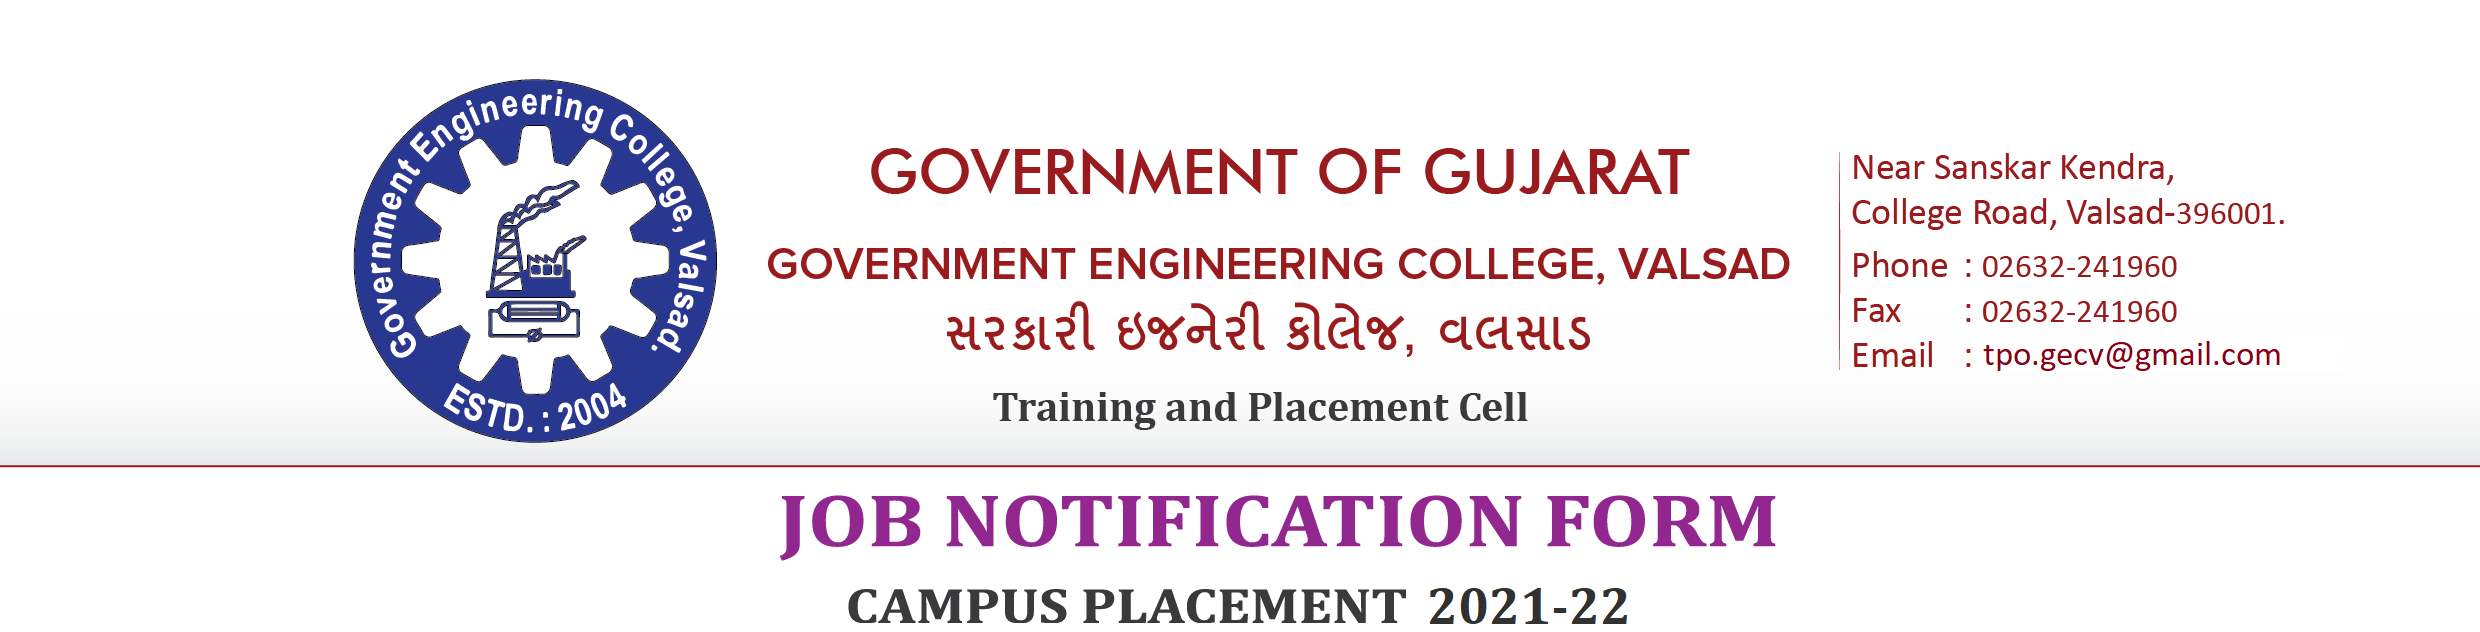 Government Engineering College, Valsad.
ESTD. : 2004
GOVERNMENT OF GUJARAT
GOVERNMENT ENGINEERING COLLEGE, VALSAD
સરકારી ઇજનેરી કોલેજ, વલસાડ
Training and Placement Cell
Near Sanskar Kendra,
College Road, Valsad-396001.
Phone : 02632-241960
Fax : 02632-241960
Email : tpo.gecv@gmail.com
JOB NOTIFICATION FORM
CAMPUS PLACEMENT 2021-22